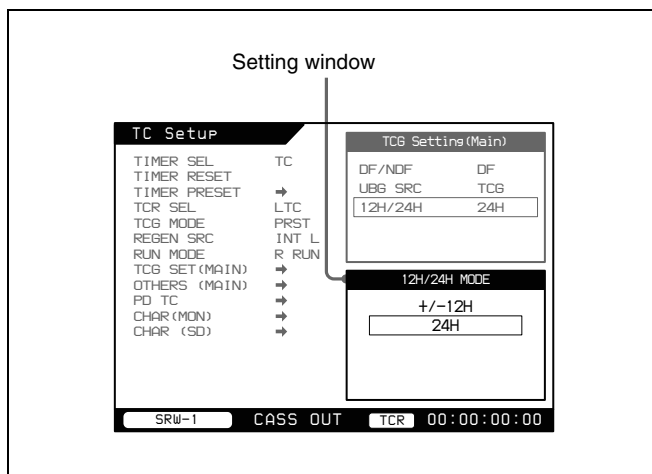 Setting window
TC Setup
TIMER SEL TC
TIMER RESET
TIMER PRESET ➡
TCR SEL LTC
TCG MODE PRST
REGEN SRC INT L
RUN MODE R RUN
TCG SET(MAIN) ➡
OTHERS (MAIN) ➡
PD TC ➡
CHAR(MON) ➡
CHAR (SD) ➡
TCG Setting(Main)
DF/NDF DF
UBG SRC TCG
12H/24H 24H
12H/24H MODE
+/-12H
24H
SRW-1 CASS OUT TCR 00:00:00:00